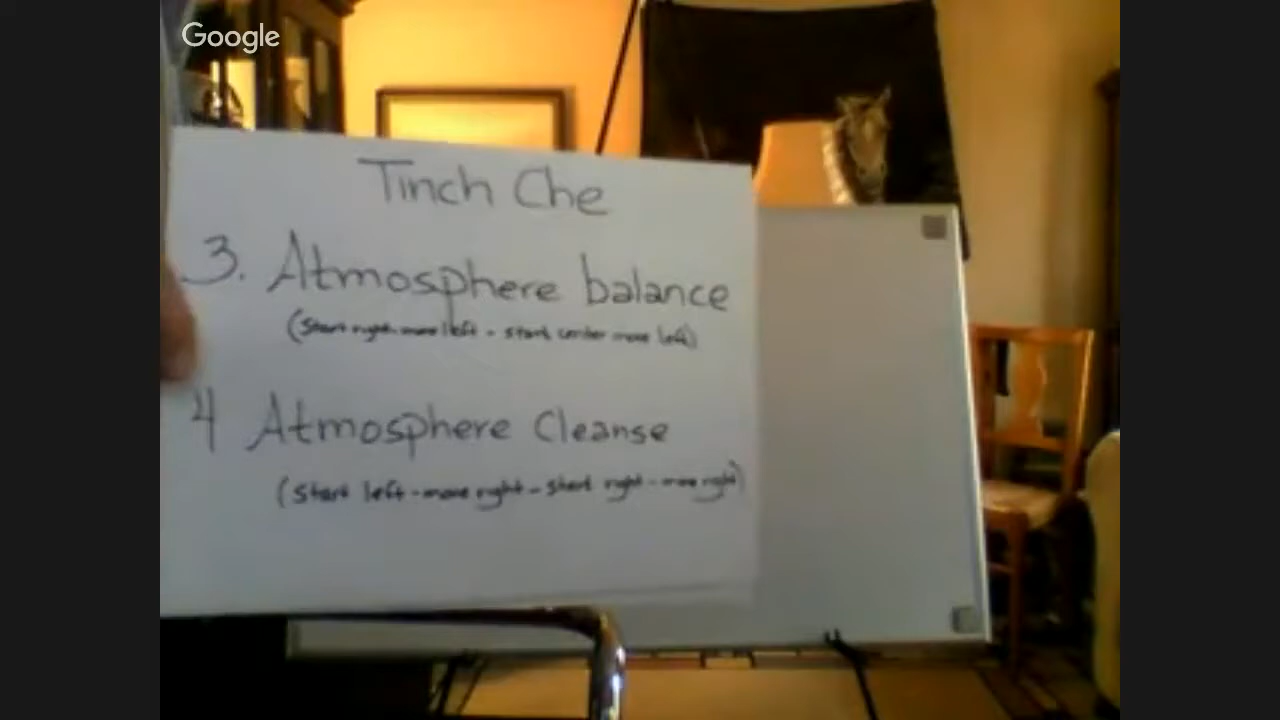 Google
Tinch Che
3. Atmosphere balance
(Start right-move left - start center move left)
4 Atmosphere Cleanse
(Start left-move right - start right - move right)